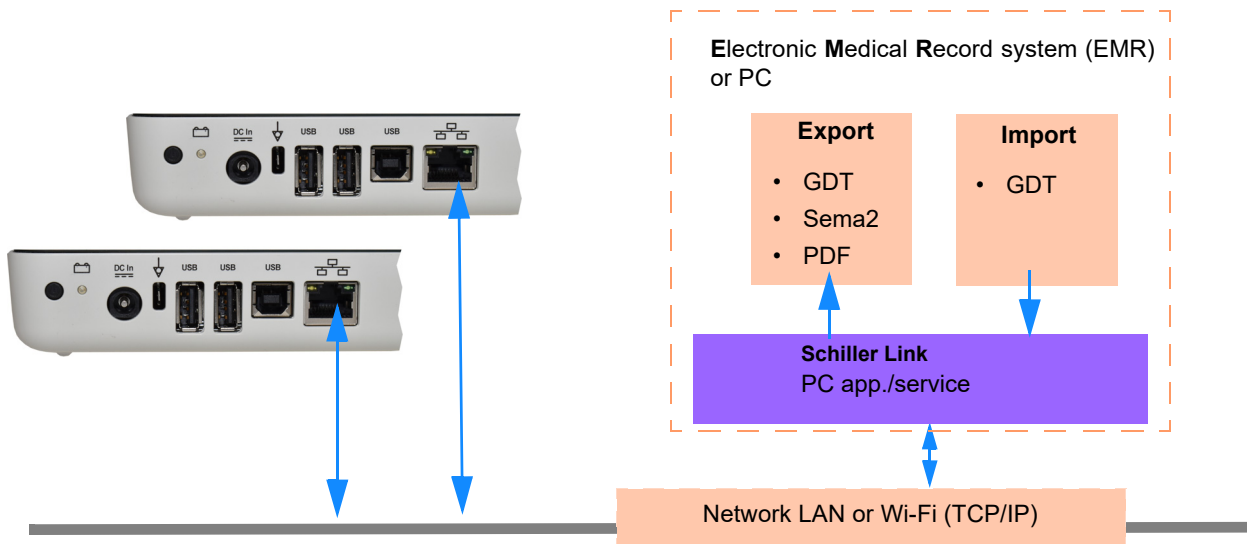 Electronic Medical Record system (EMR)
or PC
Export
• GDT
• Sema2
• PDF
Import
• GDT
DC In
USB
USB
USB
DC In
USB
USB
USB
Schiller Link
PC app./service
Network LAN or Wi-Fi (TCP/IP)